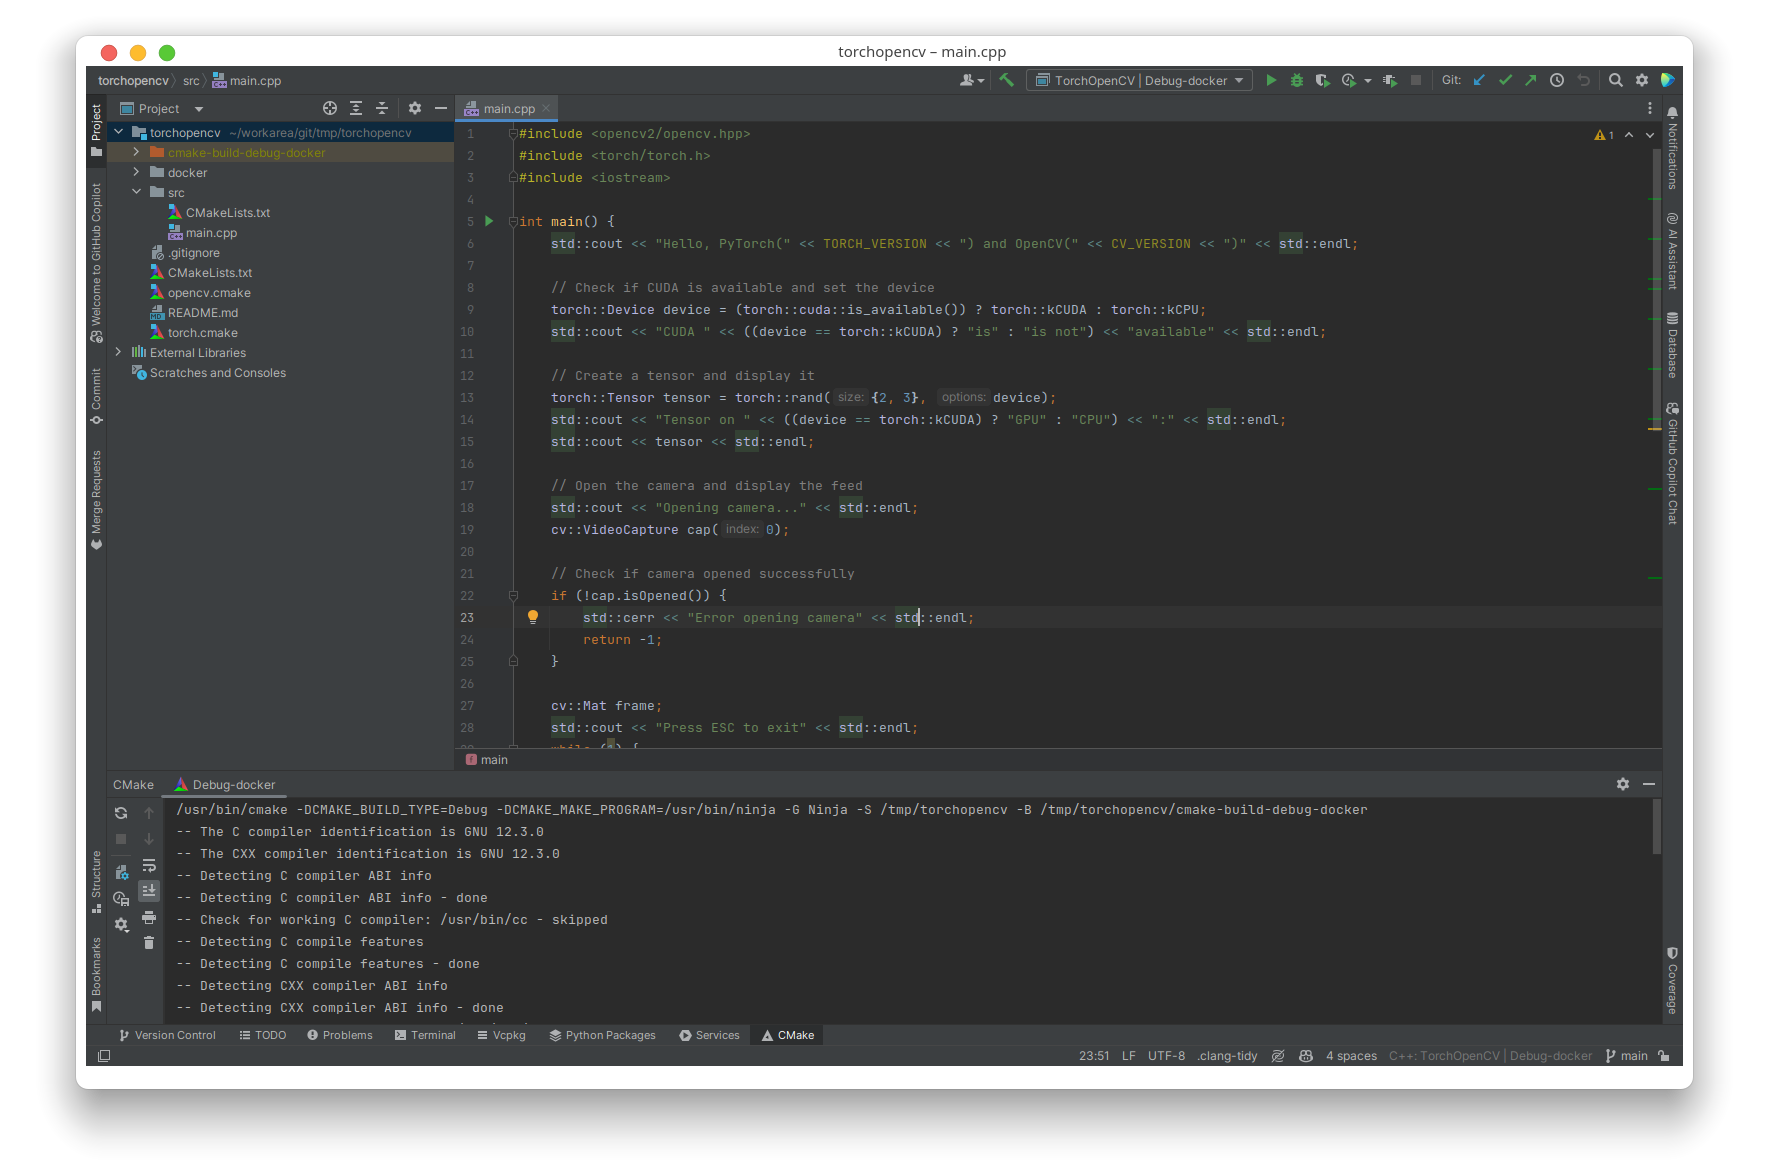 torchopencv – main.cpp
torchopencv src main.cpp
TorchOpenCV | Debug-docker
Git:
Project
main.cpp
torchopencv ~/workarea/git/tmp/torchopencv
cmake-build-debug-docker
docker
src
CMakeLists.txt
main.cpp
.gitignore
CMakeLists.txt
opencv.cmake
README.md
torch.cmake
External Libraries
Scratches and Consoles
Project
Welcome to GitHub Copilot
Commit
Merge Requests
Structure
Bookmarks
1 #include <opencv2/opencv.hpp>
2 #include <torch/torch.h>
3 #include <iostream>
4
5 int main() {
6 std::cout << "Hello, PyTorch(" << TORCH_VERSION << ") and OpenCV(" << CV_VERSION << ")" << std::endl;
7
8 // Check if CUDA is available and set the device
9 torch::Device device = (torch::cuda::is_available()) ? torch::kCUDA : torch::kCPU;
10 std::cout << "CUDA " << ((device == torch::kCUDA) ? "is" : "is not") << "available" << std::endl;
11
12 // Create a tensor and display it
13 torch::Tensor tensor = torch::rand( size: {2, 3}, options: device);
14 std::cout << "Tensor on " << ((device == torch::kCUDA) ? "GPU" : "CPU") << ":" << std::endl;
15 std::cout << tensor << std::endl;
16
17 // Open the camera and display the feed
18 std::cout << "Opening camera..." << std::endl;
19 cv::VideoCapture cap( index: 0);
20
21 // Check if camera opened successfully
22 if (!cap.isOpened()) {
23 std::cerr << "Error opening camera" << std::endl;
24 return -1;
25 }
26
27 cv::Mat frame;
28 std::cout << "Press ESC to exit" << std::endl;
29 while (1) {
1
main
Notifications
AI Assistant
Database
GitHub Copilot Chat
Coverage
CMake Debug-docker
/usr/bin/cmake -DCMAKE_BUILD_TYPE=Debug -DCMAKE_MAKE_PROGRAM=/usr/bin/ninja -G Ninja -S /tmp/torchopencv -B /tmp/torchopencv/cmake-build-debug-docker
-- The C compiler identification is GNU 12.3.0
-- The CXX compiler identification is GNU 12.3.0
-- Detecting C compiler ABI info
-- Detecting C compiler ABI info - done
-- Check for working C compiler: /usr/bin/cc - skipped
-- Detecting C compile features
-- Detecting C compile features - done
-- Detecting CXX compiler ABI info
-- Detecting CXX compiler ABI info - done
Version Control TODO Problems Terminal Vcpkg Python Packages Services CMake
23:51 LF UTF-8 .clang-tidy 4 spaces C++: TorchOpenCV | Debug-docker main